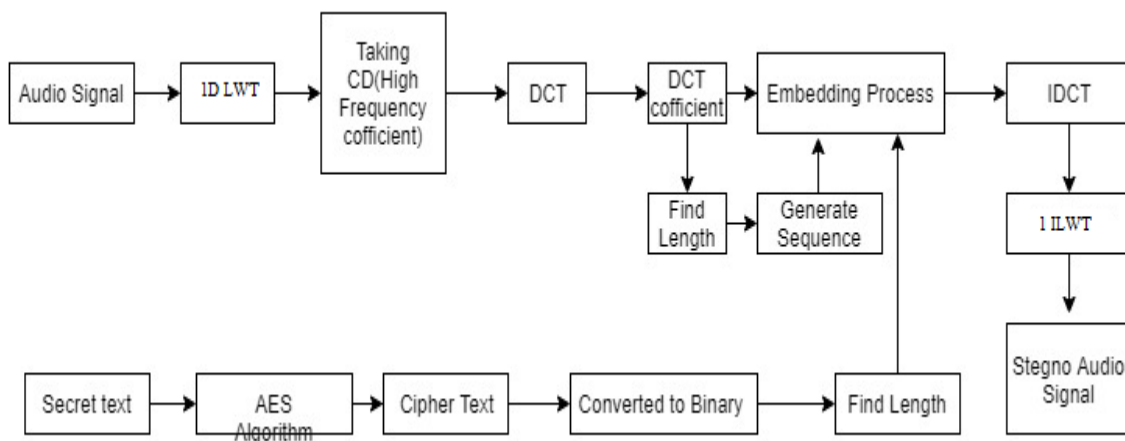 Audio Signal
1D LWT
Taking
CD(High
Frequency
cofficient)
DCT
DCT
cofficient
Embedding Process
IDCT
Find
Length
Generate
Sequence
1 ILWT
Stegno Audio
Signal
Secret text
AES
Algorithm
Cipher Text
Converted to Binary
Find Length